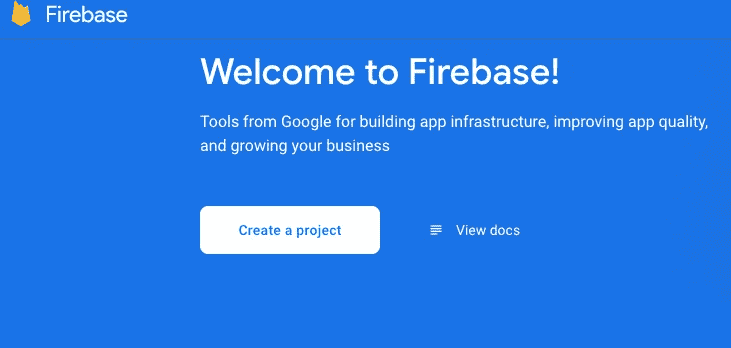 Firebase
Welcome to Firebase!
Tools from Google for building app infrastructure, improving app quality,
and growing your business
Create a project
View docs